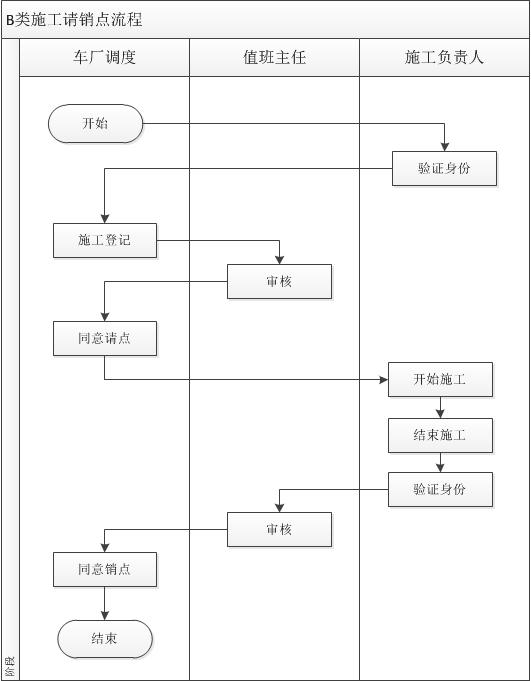 B类施工请销点流程
车厂调度
值班主任
施工负责人
开始
验证身份
施工登记
审核
同意请点
开始施工
结束施工
验证身份
审核
同意销点
结束
阶段